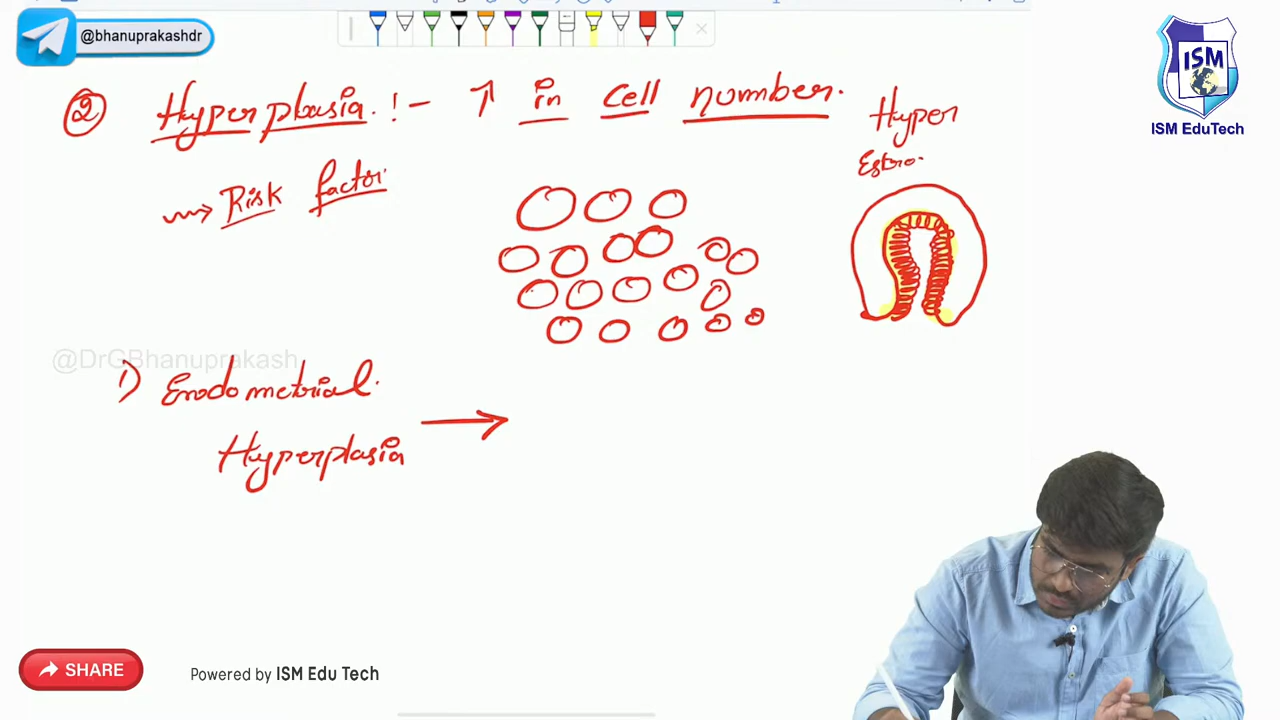 @bhanuprakashdr
ISM
ISM EduTech
② Hyperplasia :- ↑ in cell number.
Hyper
Estro.
⇝ Risk factor
@DrGBhanuprakash
1) Endometrial
Hyperplasia →
SHARE
Powered by ISM Edu Tech